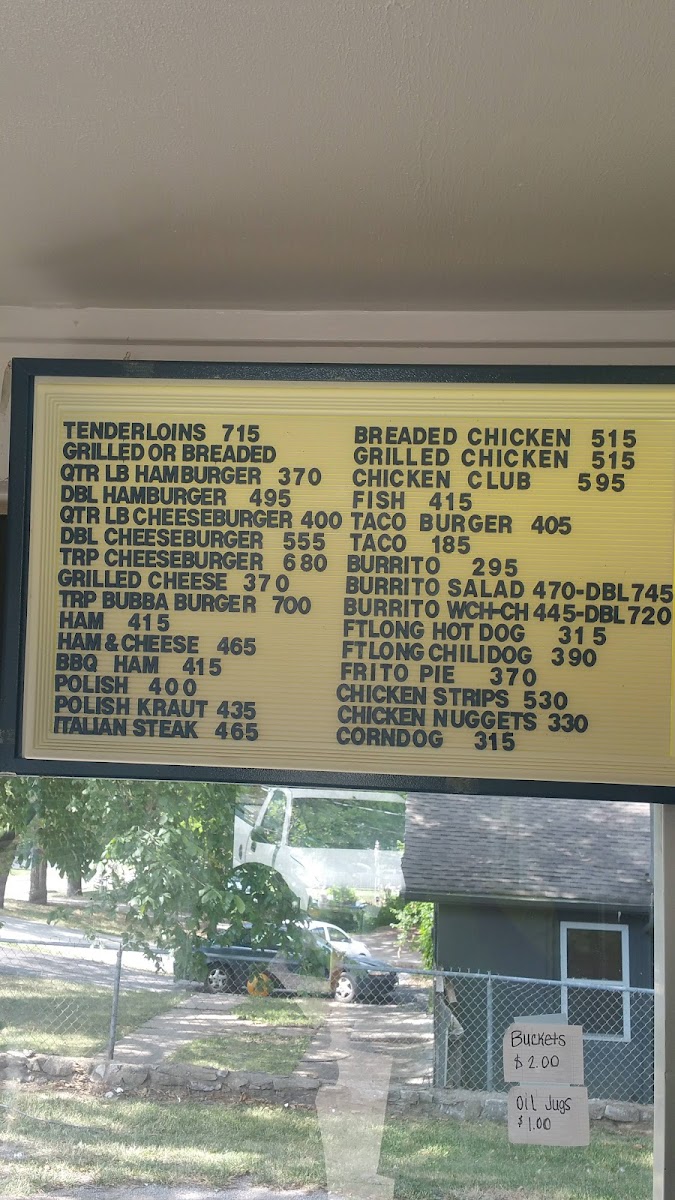 TENDERLOINS 715
GRILLED OR BREADED
QTR LB HAMBURGER 370
DBL HAMBURGER 495
QTR LB CHEESEBURGER 400
DBL CHEESEBURGER 555
TRP CHEESEBURGER 680
GRILLED CHEESE 370
TRP BUBBA BURGER 700
HAM 415
HAM & CHEESE 465
BBQ HAM 415
POLISH 400
POLISH KRAUT 435
ITALIAN STEAK 465
BREADED CHICKEN 515
GRILLED CHICKEN 515
CHICKEN CLUB 595
FISH 415
TACO BURGER 405
TACO 185
BURRITO 295
BURRITO SALAD 470-DBL745
BURRITO WCH-CH 445-DBL720
FTLONG HOT DOG 315
FTLONG CHILIDOG 390
FRITO PIE 370
CHICKEN STRIPS 530
CHICKEN NUGGETS 330
CORNDOG 315
Buckets
$2.00
Oil Jugs
$1.00